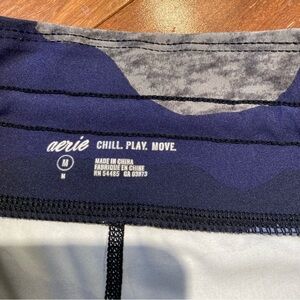 aerie CHILL. PLAY. MOVE.
M
M
MADE IN CHINA
FABRIQUÉ EN CHINE
RN 54485 CA 03973